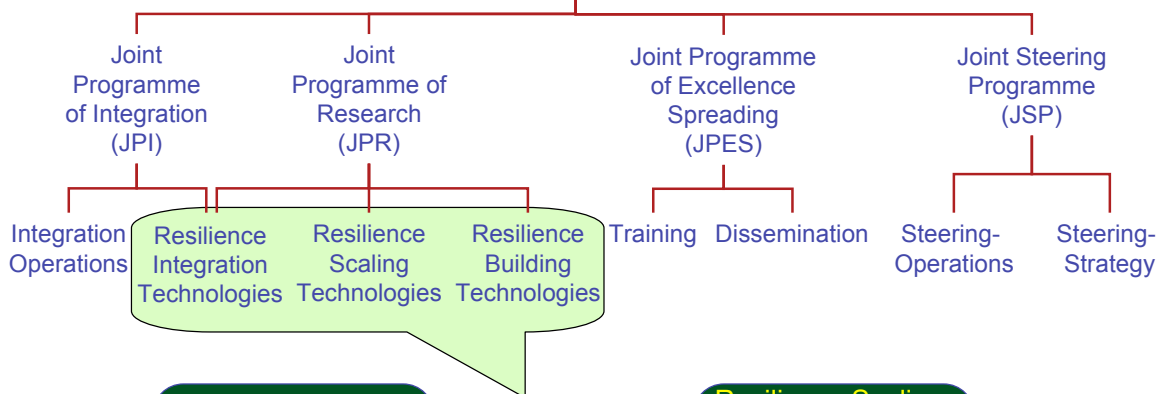 Joint
Programme
of Integration
(JPI)
Joint
Programme of
Research
(JPR)
Joint Programme
of Excellence
Spreading
(JPES)
Joint Steering
Programme
(JSP)
Integration
Operations
Resilience
Integration
Technologies
Resilience
Scaling
Technologies
Resilience
Building
Technologies
Training
Dissemination
Steering-
Operations
Steering-
Strategy